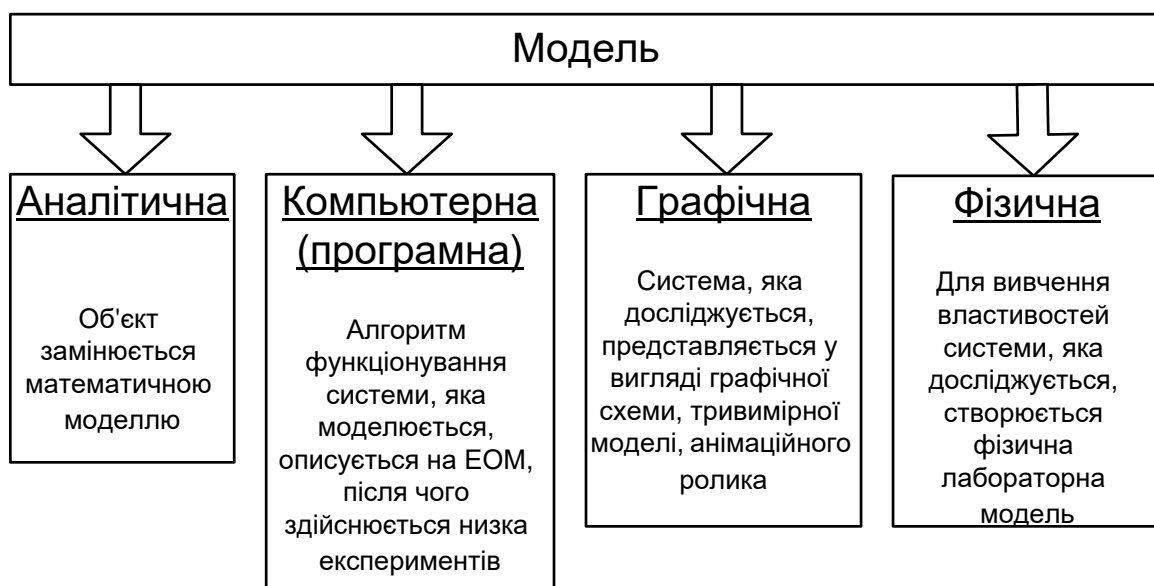 Модель
Аналітична
Об'єкт
замінюється
математичною
моделлю
Компьютерна
(програмна)
Алгоритм
функціонування
системи, яка
моделюється,
описується на ЕОМ,
після чого
здійснюється низка
експериментів
Графічна
Система, яка
досліджується,
представляється у
вигляді графічної
схеми, тривимірної
моделі, анімаційного
ролика
Фізична
Для вивчення
властивостей
системи, яка
досліджується,
створюється
фізична
лабораторна
модель